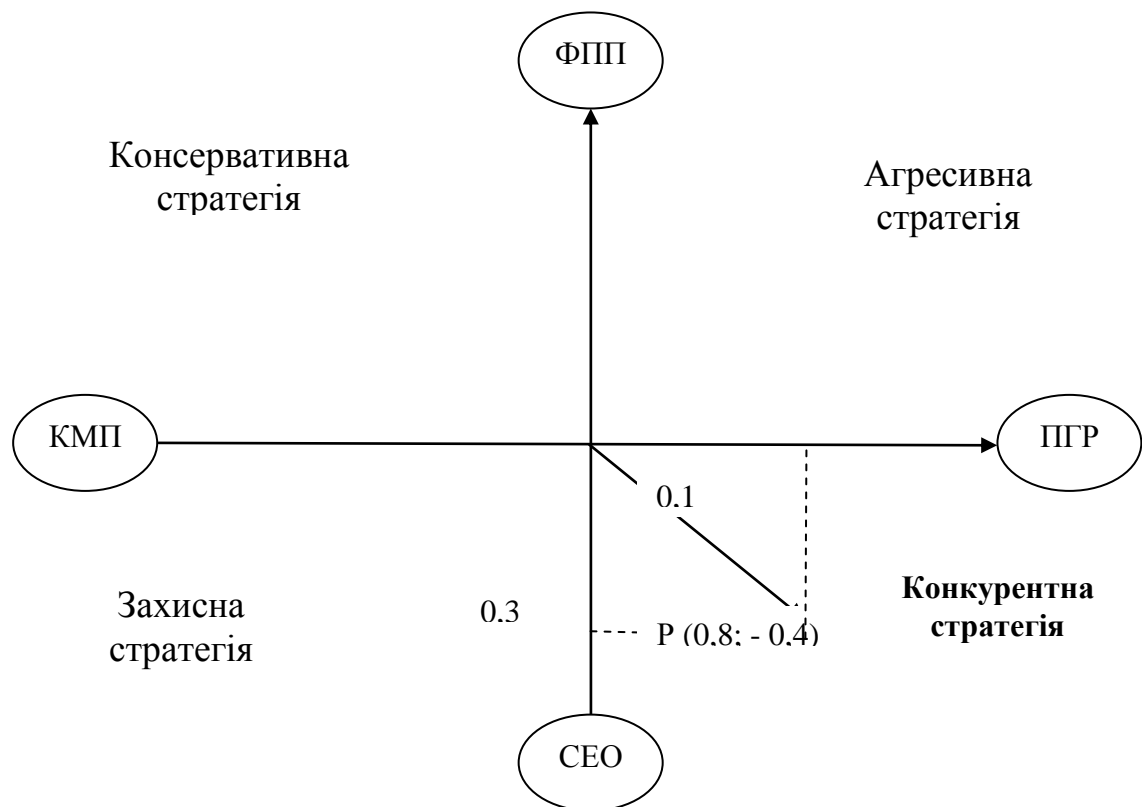 ФПП
Консервативна
стратегія
Агресивна
стратегія
КМП
ПГР
0,1
Захисна
стратегія
0,3
Р (0,8; - 0,4)
Конкурентна
стратегія
СЕО